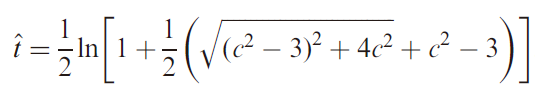 t̂ = 1/2 ln[1 + 1/2(√((c² − 3)² + 4c²) + c² − 3)]